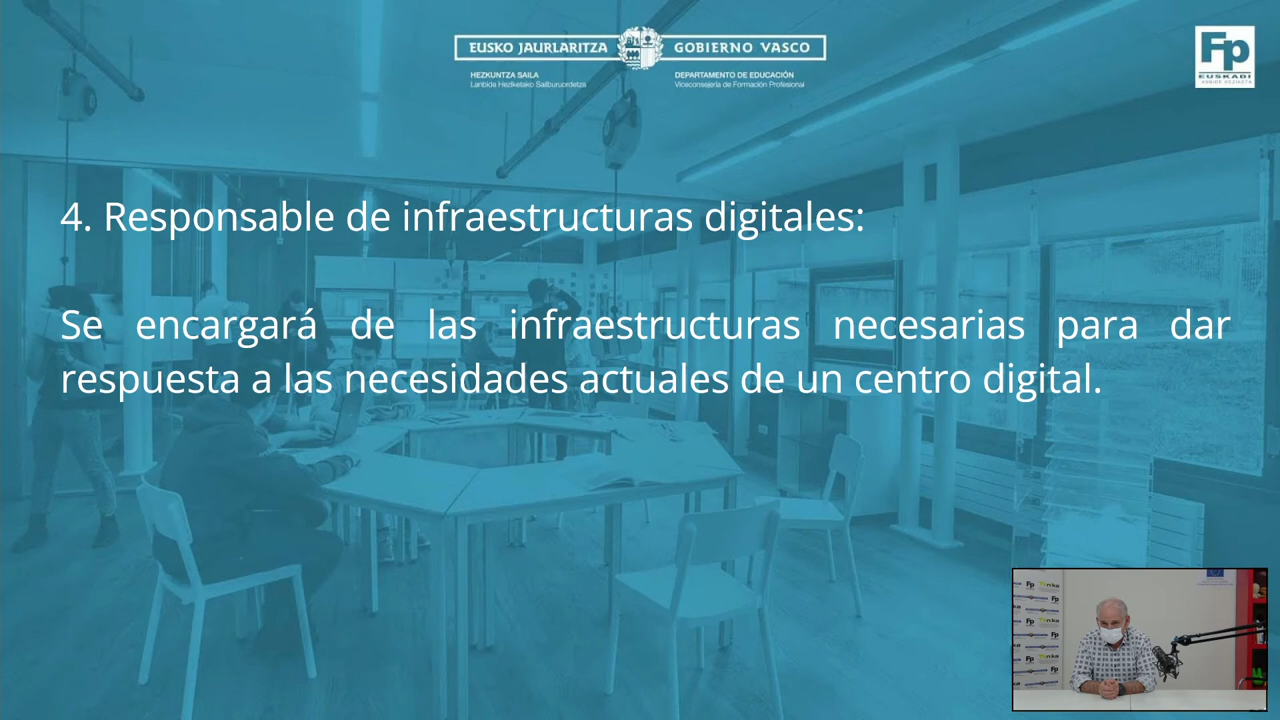 EUSKO JAURLARITZA GOBIERNO VASCO
HEZKUNTZA SAILA
Lanbide Heziketako Sailburuordetza
DEPARTAMENTO DE EDUCACIÓN
Viceconsejería de Formación Profesional
Fp
EUSKADI
LANBIDE HEZIKETA
4. Responsable de infraestructuras digitales:
Se encargará de las infraestructuras necesarias para dar
respuesta a las necesidades actuales de un centro digital.